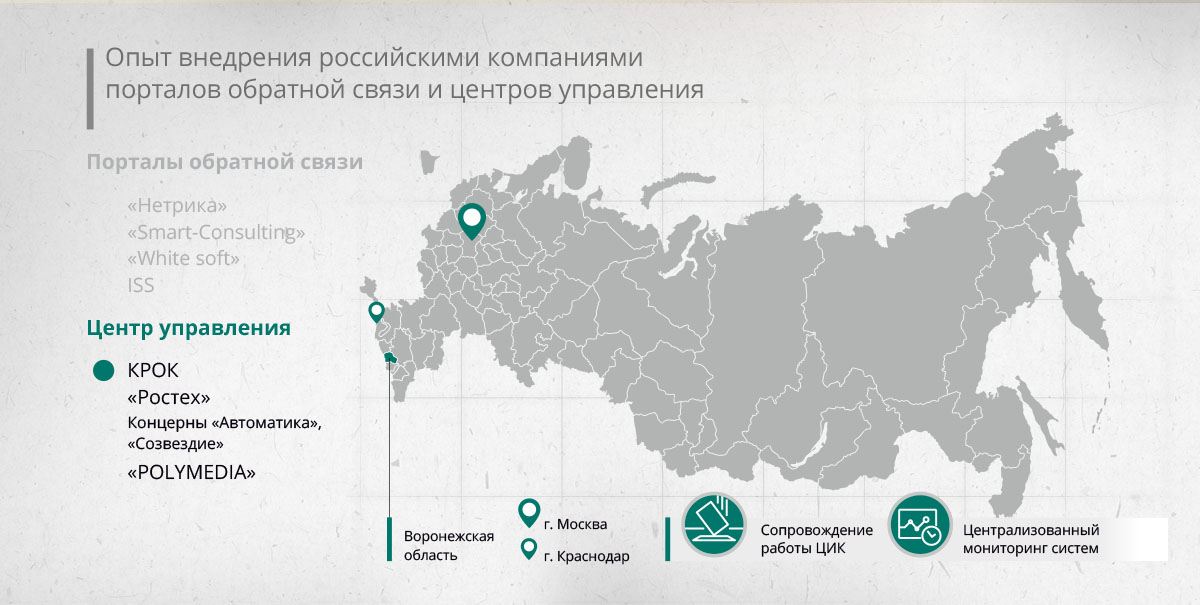 Опыт внедрения российскими компаниями
порталов обратной связи и центров управления
Порталы обратной связи
«Нетрика»
«Smart-Consulting»
«White soft»
ISS
Центр управления
КРОК
«Ростех»
Концерны «Автоматика»,
«Созвездие»
«POLYMEDIA»
Воронежская
область
г. Москва
г. Краснодар
Сопровождение
работы ЦИК
Централизованный
мониторинг систем